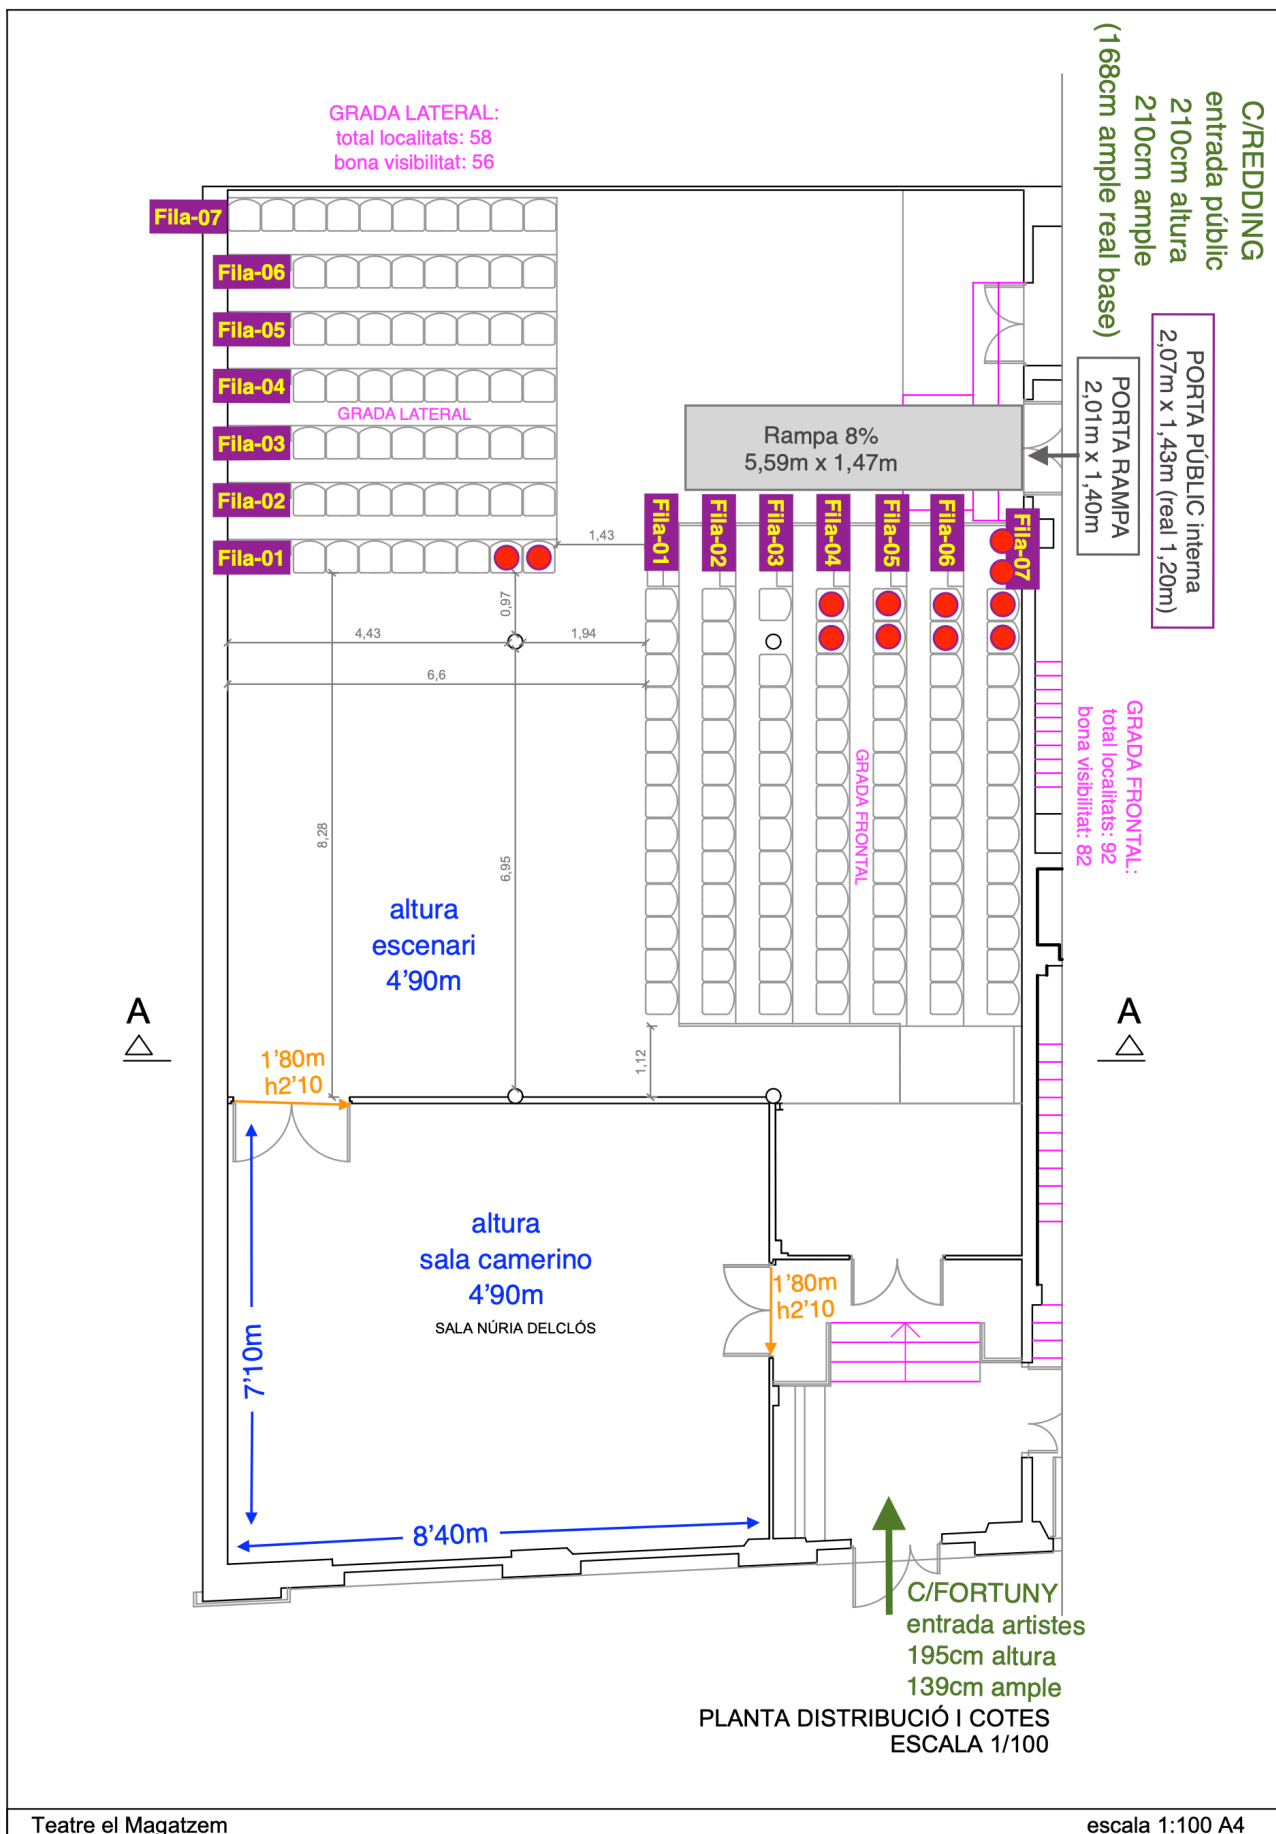 C/REDDING
entrada públic
210cm altura
210cm ample
(168cm ample real base)
GRADA LATERAL:
total localitats: 58
bona visibilitat: 56
Fila-07
Fila-06
Fila-05
Fila-04
GRADA LATERAL
Fila-03
Fila-02
Fila-01
PORTA PÚBLIC interna
2,07m x 1,43m (real 1,20m)
PORTA RAMPA
2,01m x 1,40m
Rampa 8%
5,59m x 1,47m
Fila-01
Fila-02
Fila-03
Fila-04
Fila-05
Fila-06
Fila-07
1,43
0,97
4,43
1,94
6,6
GRADA FRONTAL:
total localitats: 92
bona visibilitat: 82
GRADA FRONTAL
8,28
6,95
altura
escenari
4’90m
A
A
1’80m
h2’10
1,12
altura
sala camerino
4’90m
SALA NÚRIA DELCLÓS
1’80m
h2’10
7’10m
8’40m
C/FORTUNY
entrada artistes
195cm altura
139cm ample
PLANTA DISTRIBUCIÓ I COTES
ESCALA 1/100
Teatre el Magatzem
escala 1:100 A4